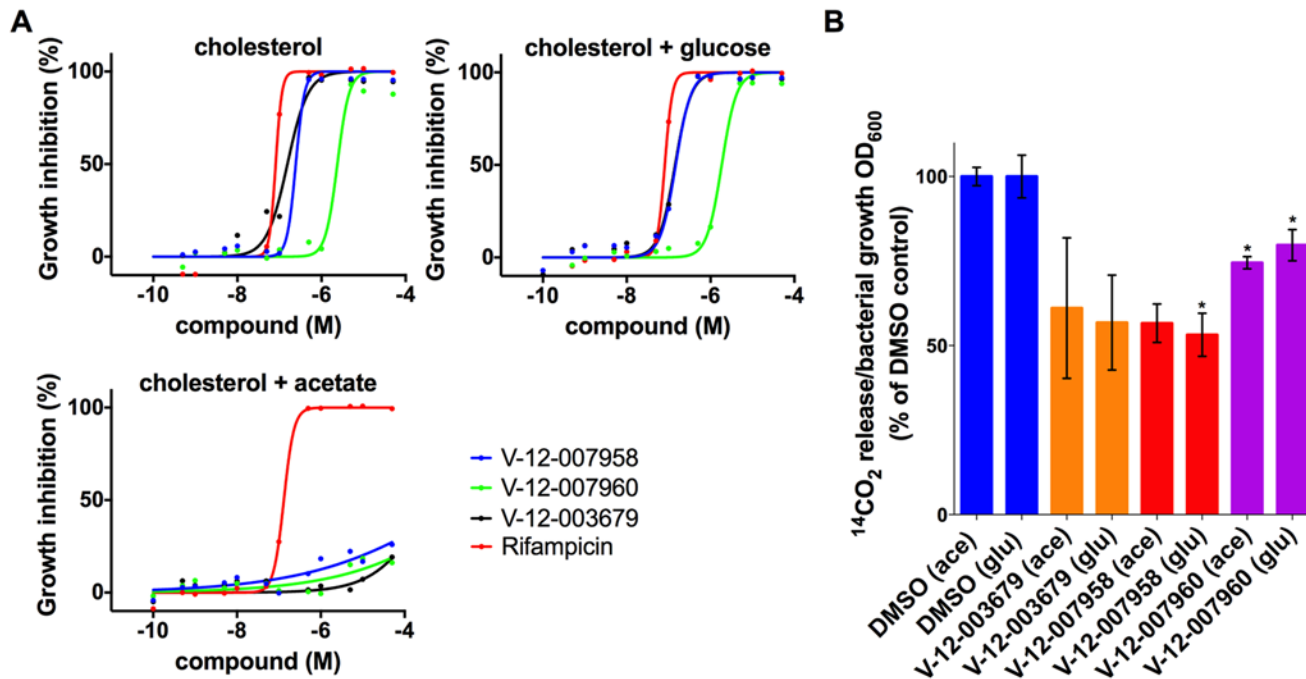 A
cholesterol
Growth inhibition (%)
100
50
0
-10
-8
-6
-4
compound (M)
cholesterol + glucose
Growth inhibition (%)
100
50
0
-10
-8
-6
-4
compound (M)
cholesterol + acetate
Growth inhibition (%)
100
50
0
-10
-8
-6
-4
compound (M)
V-12-007958
V-12-007960
V-12-003679
Rifampicin
B
¹⁴CO₂ release/bacterial growth OD₆₀₀
(% of DMSO control)
100
50
0
*
*
*
DMSO (ace)
DMSO (glu)
V-12-003679 (ace)
V-12-003679 (glu)
V-12-007958 (ace)
V-12-007958 (glu)
V-12-007960 (ace)
V-12-007960 (glu)